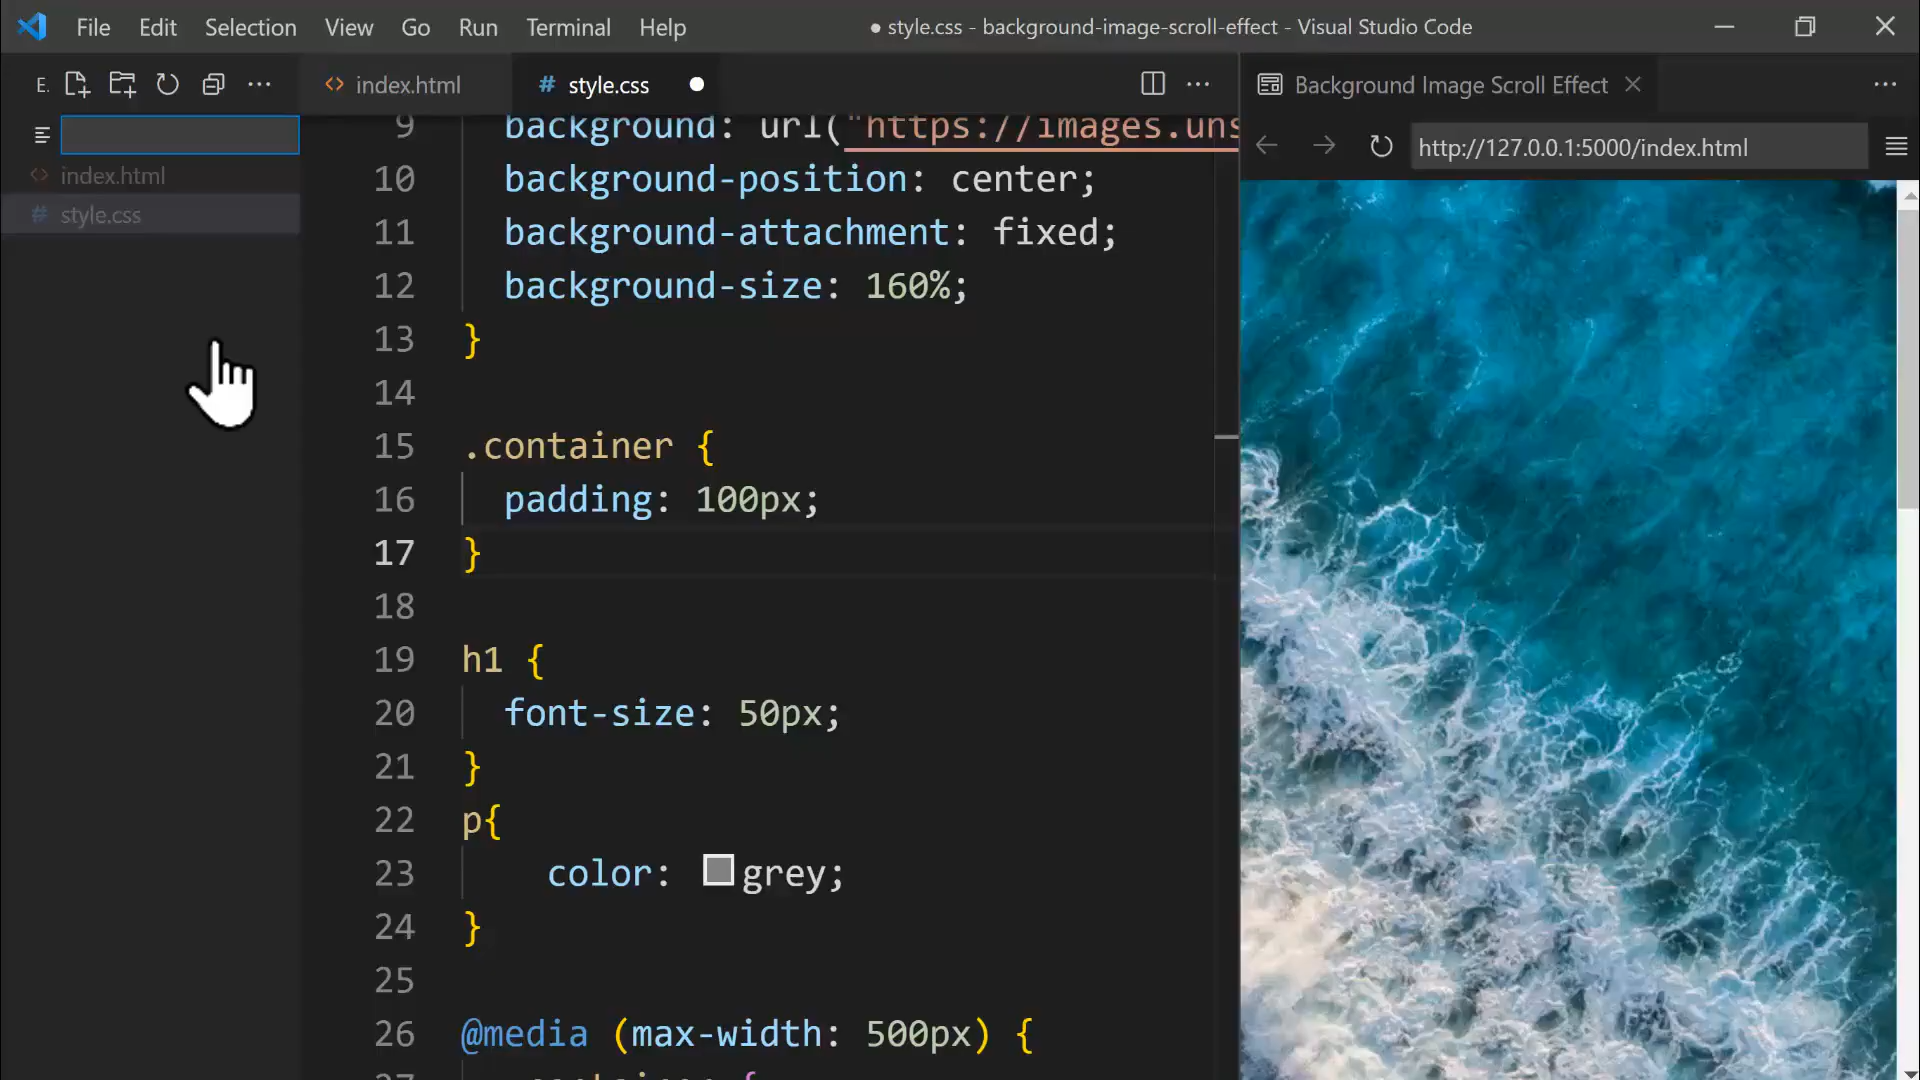 File Edit Selection View Go Run Terminal Help
● style.css - background-image-scroll-effect - Visual Studio Code
E.
index.html
style.css
<> index.html
# style.css ●
9 background: url("https://images.uns
10 background-position: center;
11 background-attachment: fixed;
12 background-size: 160%;
13 }
14
15 .container {
16 padding: 100px;
17 }
18
19 h1 {
20 font-size: 50px;
21 }
22 p{
23 color: grey;
24 }
25
26 @media (max-width: 500px) {
Background Image Scroll Effect
http://127.0.0.1:5000/index.html